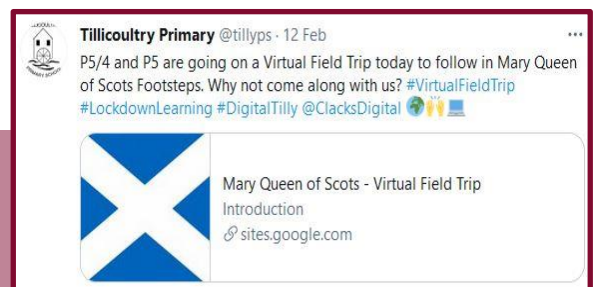 Tillicoultry Primary @tillyps · 12 Feb
P5/4 and P5 are going on a Virtual Field Trip today to follow in Mary Queen
of Scots Footsteps. Why not come along with us? #VirtualFieldTrip
#LockdownLearning #DigitalTilly @ClacksDigital 🌍🙌💻
Mary Queen of Scots - Virtual Field Trip
Introduction
sites.google.com